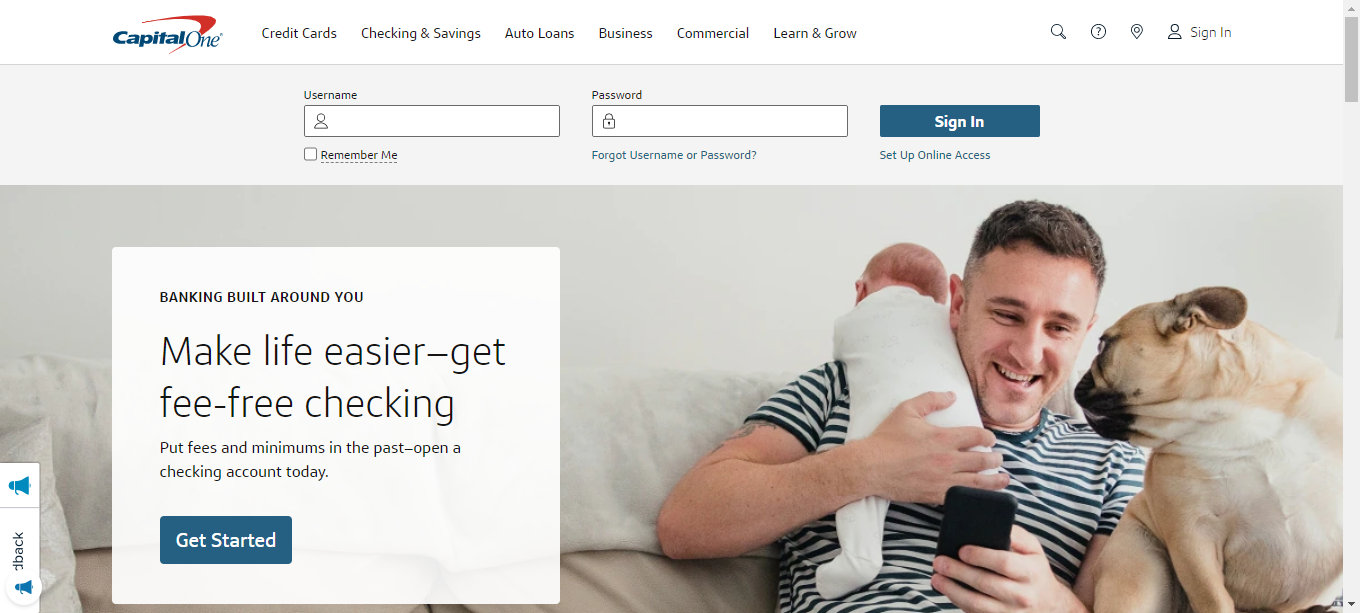 CapitalOne
Credit Cards Checking & Savings Auto Loans Business Commercial Learn & Grow Sign In
Username Password
Sign In
Remember Me Forgot Username or Password? Set Up Online Access
BANKING BUILT AROUND YOU
Make life easier–get
fee-free checking
Put fees and minimums in the past–open a
checking account today.
Get Started
dback